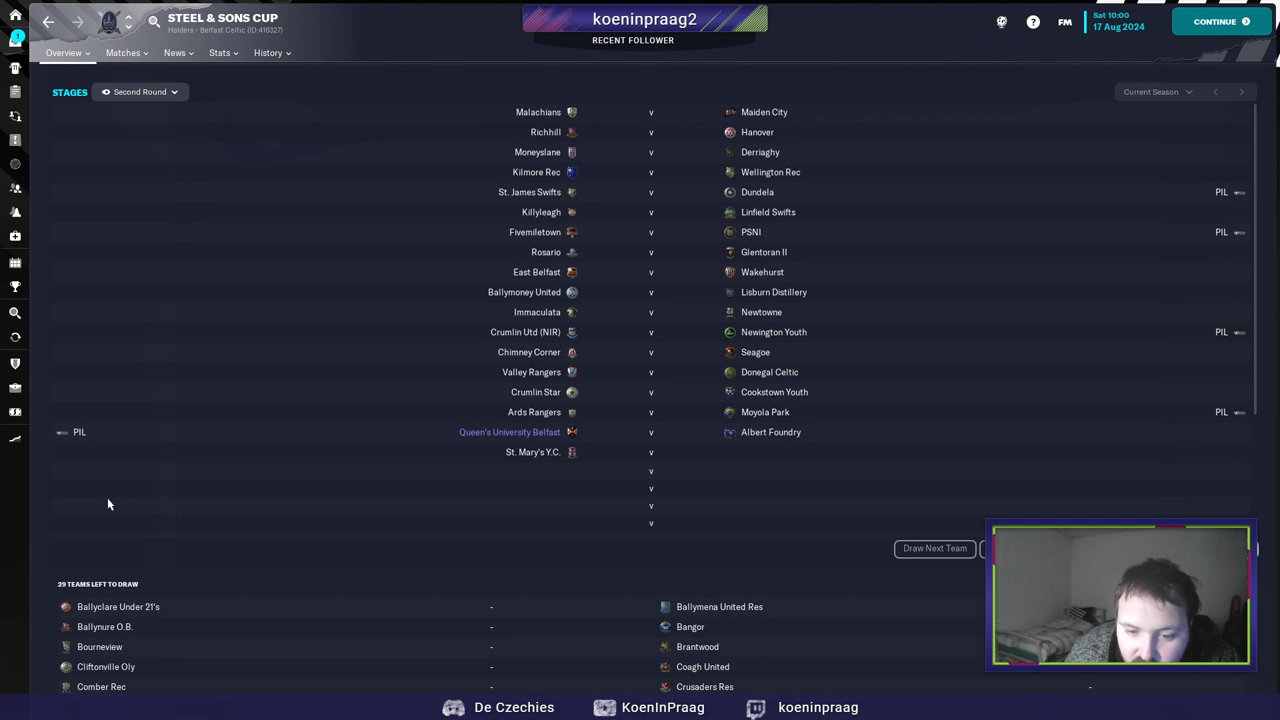 STEEL & SONS CUP
Holders - Belfast Celtic (ID:416327)
koeninpraag2
RECENT FOLLOWER
FM
Sat 10:00
17 Aug 2024
CONTINUE
1
Overview
Matches
News
Stats
History
STAGES
Second Round
Current Season
Malachians v Maiden City
Richhill v Hanover
Moneyslane v Derriaghy
Kilmore Rec v Wellington Rec
St. James Swifts v Dundela PIL
Killyleagh v Linfield Swifts
Fivemiletown v PSNI PIL
Rosario v Glentoran II
East Belfast v Wakehurst
Ballymoney United v Lisburn Distillery
Immaculata v Newtowne
Crumlin Utd (NIR) v Newington Youth PIL
Chimney Corner v Seagoe
Valley Rangers v Donegal Celtic
Crumlin Star v Cookstown Youth
Ards Rangers v Moyola Park PIL
PIL Queen's University Belfast v Albert Foundry
St. Mary's Y.C. v
v
v
v
v
Draw Next Team
29 TEAMS LEFT TO DRAW
Ballyclare Under 21's - Ballymena United Res
Ballynure O.B. - Bangor
Bourneview - Brantwood
Cliftonville Oly - Coagh United
Comber Rec - Crusaders Res -
De Czechies
KoenInPraag
koeninpraag